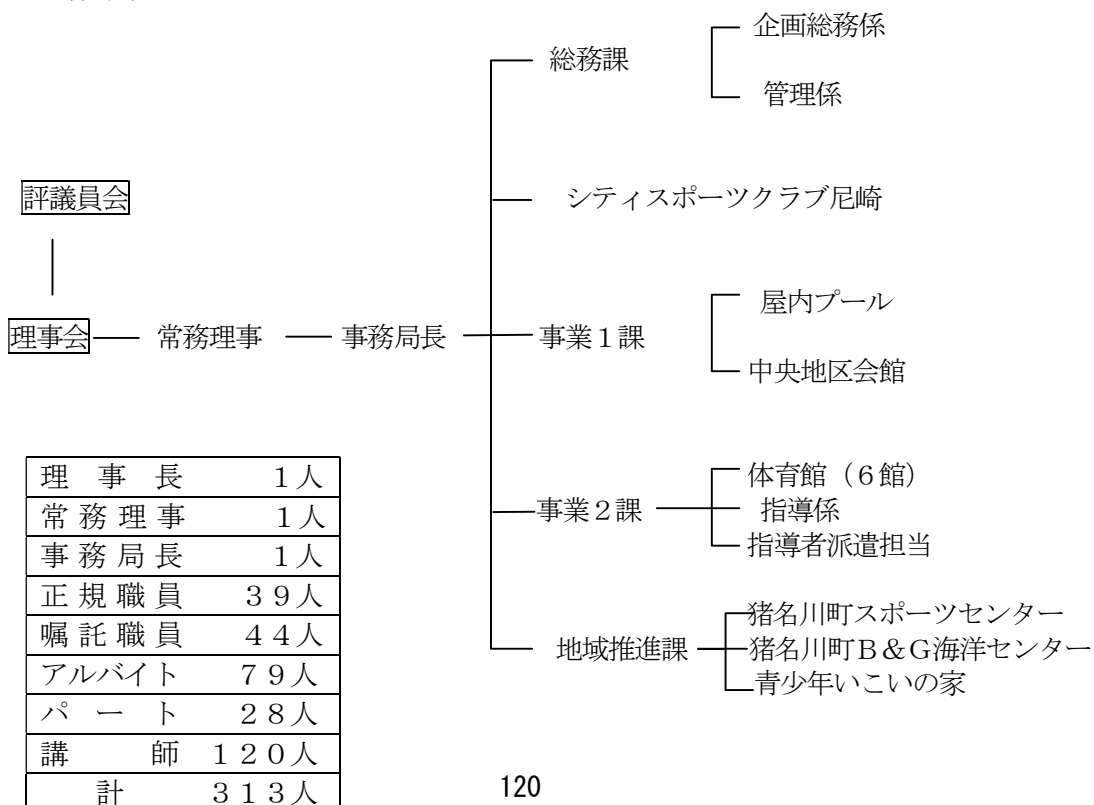 企画総務係
総務課
管理係
評議員会
シティスポーツクラブ尼崎
屋内プール
理事会 常務理事 事務局長 事業1課
中央地区会館
体育館（6館）
事業2課 指導係
指導者派遣担当
猪名川町スポーツセンター
地域推進課 猪名川町B＆G海洋センター
青少年いこいの家
理事長 1人
常務理事 1人
事務局長 1人
正規職員 39人
嘱託職員 44人
アルバイト 79人
パート 28人
講師 120人
計 313人
120